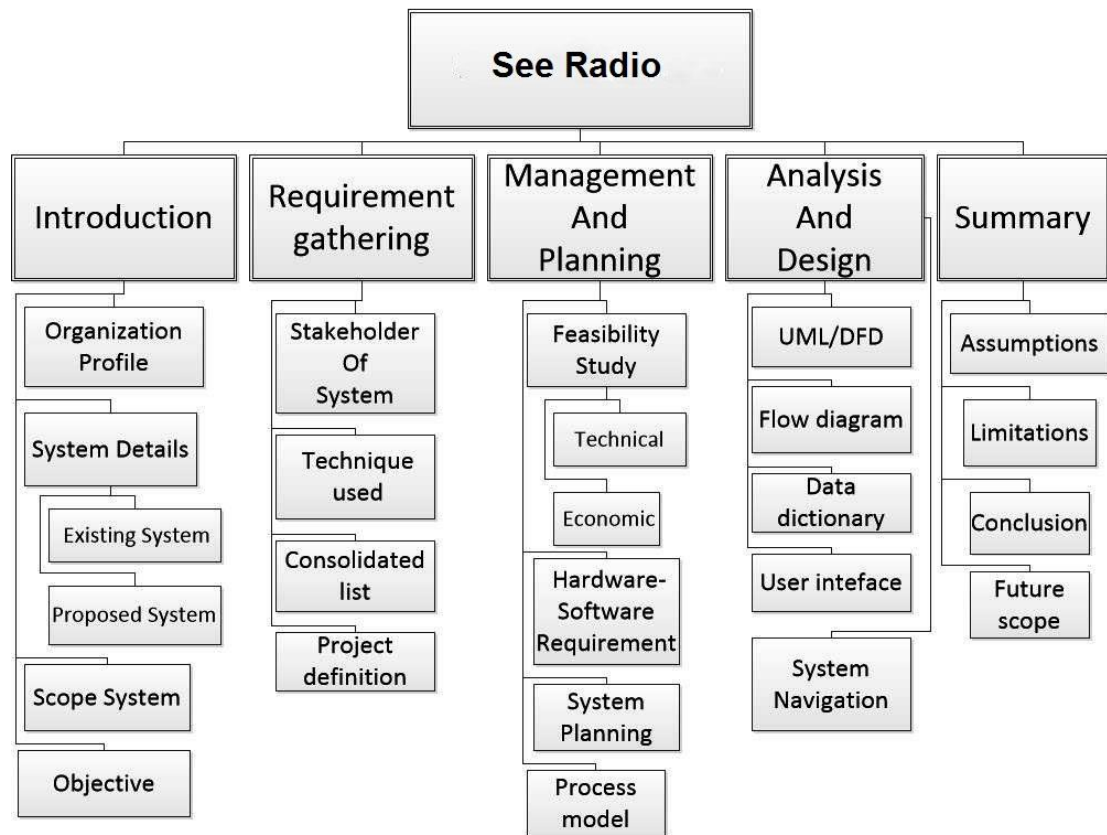 See Radio
Introduction
Organization
Profile
System Details
Existing System
Proposed System
Scope System
Objective
Requirement
gathering
Stakeholder
Of
System
Technique
used
Consolidated
list
Project
definition
Management
And
Planning
Feasibility
Study
Technical
Economic
Hardware-
Software
Requirement
System
Planning
Process
model
Analysis
And
Design
UML/DFD
Flow diagram
Data
dictionary
User inteface
System
Navigation
Summary
Assumptions
Limitations
Conclusion
Future
scope